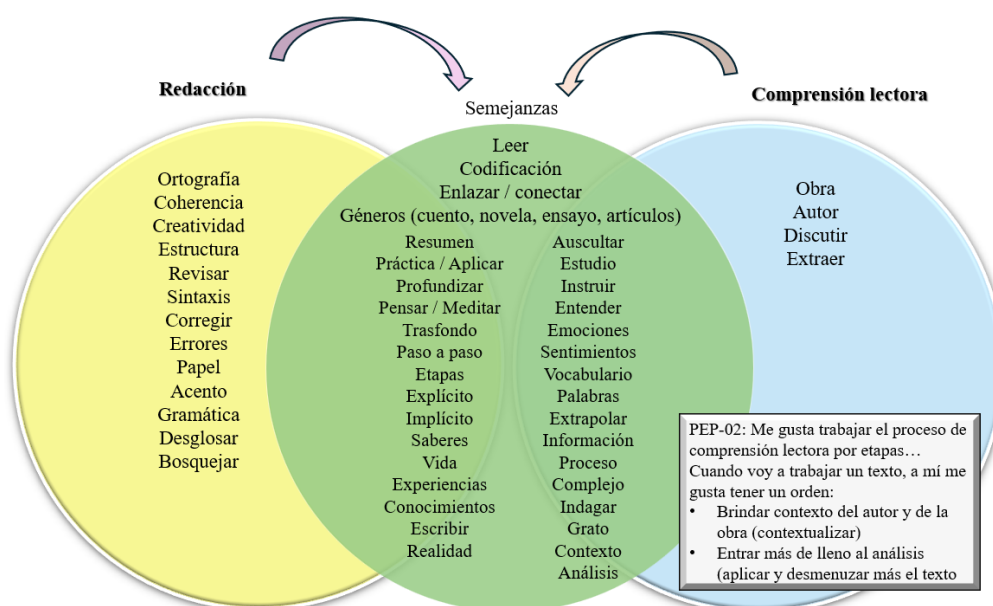 Redacción
Comprensión lectora
Semejanzas
Ortografía
Coherencia
Creatividad
Estructura
Revisar
Sintaxis
Corregir
Errores
Papel
Acento
Gramática
Desglosar
Bosquejar
Leer
Codificación
Enlazar / conectar
Géneros (cuento, novela, ensayo, artículos)
Resumen
Práctica / Aplicar
Profundizar
Pensar / Meditar
Trasfondo
Paso a paso
Etapas
Explícito
Implícito
Saberes
Vida
Experiencias
Conocimientos
Escribir
Realidad
Auscultar
Estudio
Instruir
Entender
Emociones
Sentimientos
Vocabulario
Palabras
Extrapolar
Información
Proceso
Complejo
Indagar
Grato
Contexto
Análisis
Obra
Autor
Discutir
Extraer
PEP-02: Me gusta trabajar el proceso de
comprensión lectora por etapas…
Cuando voy a trabajar un texto, a mí me
gusta tener un orden:
• Brindar contexto del autor y de la
obra (contextualizar)
• Entrar más de lleno al análisis
(aplicar y desmenuzar más el texto